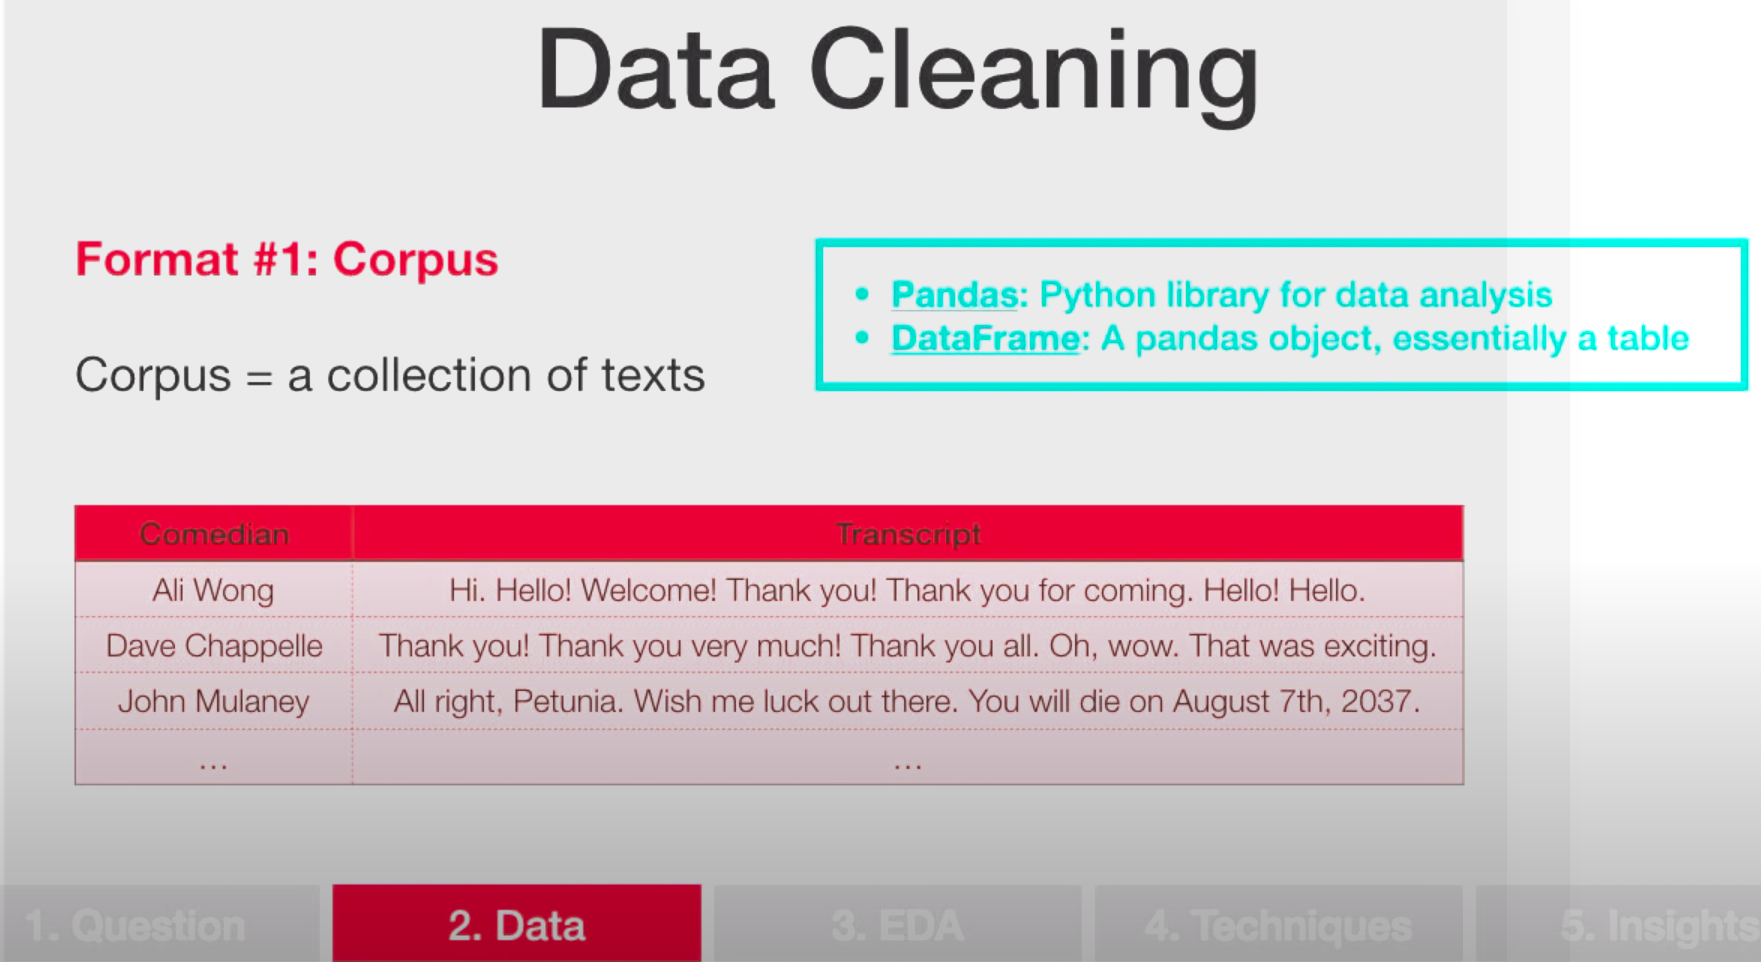 Data Cleaning
Format #1: Corpus
Corpus = a collection of texts
• Pandas: Python library for data analysis
• DataFrame: A pandas object, essentially a table
Comedian Transcript
Ali Wong Hi. Hello! Welcome! Thank you! Thank you for coming. Hello! Hello.
Dave Chappelle Thank you! Thank you very much! Thank you all. Oh, wow. That was exciting.
John Mulaney All right, Petunia. Wish me luck out there. You will die on August 7th, 2037.
... ...
1. Question 2. Data 3. EDA 4. Techniques 5. Insights